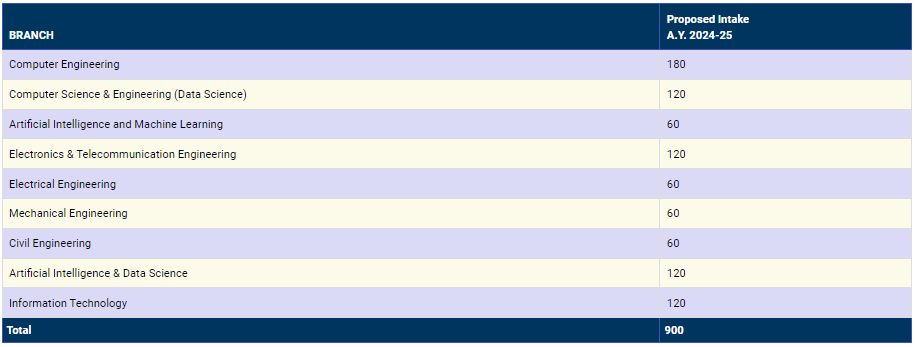 BRANCH Proposed Intake
A.Y. 2024-25
Computer Engineering 180
Computer Science & Engineering (Data Science) 120
Artificial Intelligence and Machine Learning 60
Electronics & Telecommunication Engineering 120
Electrical Engineering 60
Mechanical Engineering 60
Civil Engineering 60
Artificial Intelligence & Data Science 120
Information Technology 120
Total 900